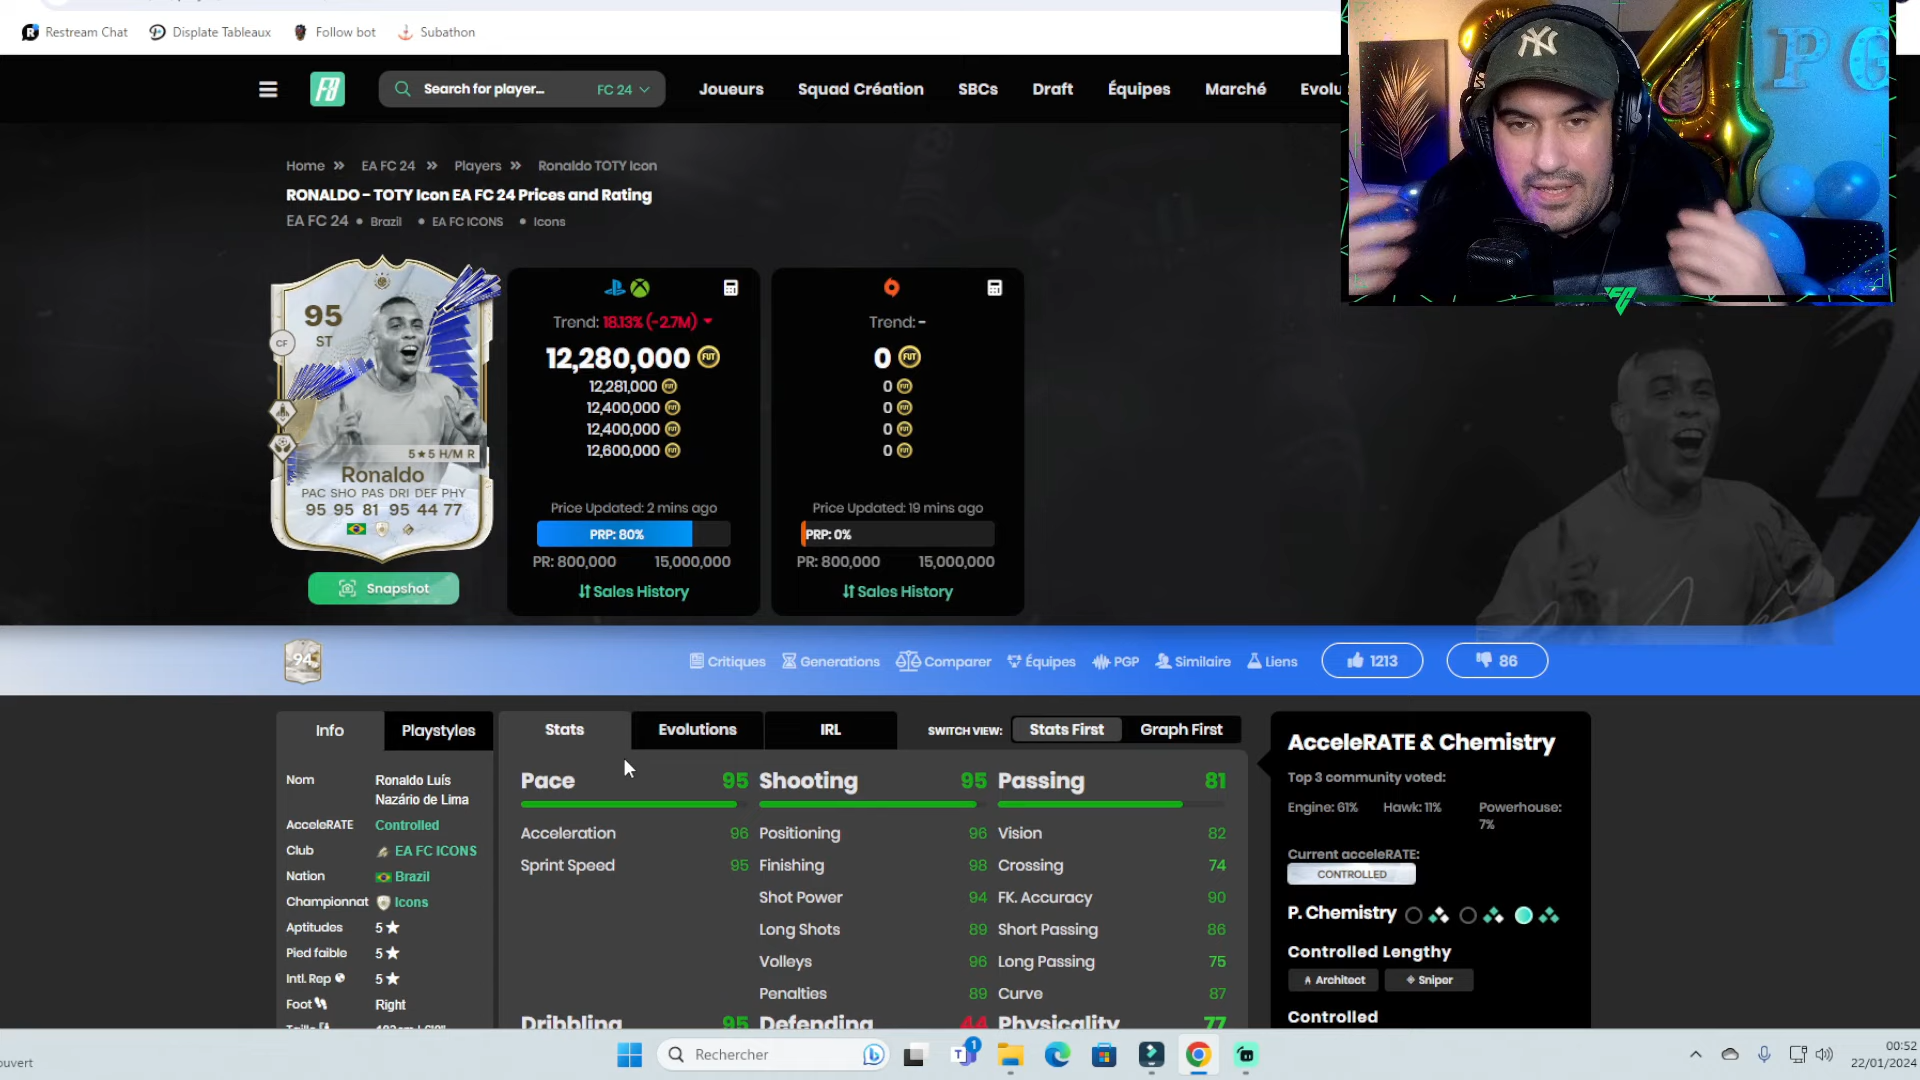 Restream Chat
Displate Tableaux
Follow bot
Subathon
Search for player...
FC 24
Joueurs
Squad Création
SBCs
Draft
Équipes
Marché
Evolu
Home
EA FC 24
Players
Ronaldo TOTY Icon
RONALDO - TOTY Icon EA FC 24 Prices and Rating
EA FC 24 • Brazil • EA FC ICONS • Icons
95
ST
CF
5★5 H/M R
Ronaldo
PAC SHO PAS DRI DEF PHY
95 95 81 95 44 77
Snapshot
Trend: 18.13% (-2.7M)
12,280,000
12,281,000
12,400,000
12,400,000
12,600,000
Price Updated: 2 mins ago
PRP: 80%
PR: 800,000 15,000,000
Sales History
Trend: -
0
0
0
0
0
Price Updated: 19 mins ago
PRP: 0%
PR: 800,000 15,000,000
Sales History
94
Critiques
Generations
Comparer
Équipes
PGP
Similaire
Liens
1213
86
Info
Playstyles
Nom Ronaldo Luís
Nazário de Lima
AcceleRATE Controlled
Club EA FC ICONS
Nation Brazil
Championnat Icons
Aptitudes 5★
Pied faible 5★
Intl. Rep 5★
Foot Right
Stats
Evolutions
IRL
SWITCH VIEW:
Stats First
Graph First
Pace 95
Acceleration 96
Sprint Speed 95
Shooting 95
Positioning 96
Finishing 98
Shot Power 94
Long Shots 89
Volleys 96
Penalties 89
Passing 81
Vision 82
Crossing 74
FK. Accuracy 90
Short Passing 86
Long Passing 75
Curve 87
Dribbling 95
Defending 44
Physicality 77
AcceleRATE & Chemistry
Top 3 community voted:
Engine: 61% Hawk: 11% Powerhouse:
7%
Current acceleRATE:
CONTROLLED
P. Chemistry
Controlled Lengthy
Architect
Sniper
Controlled
NY
4
P G
ouvert
Rechercher
1
00:52
22/01/2024